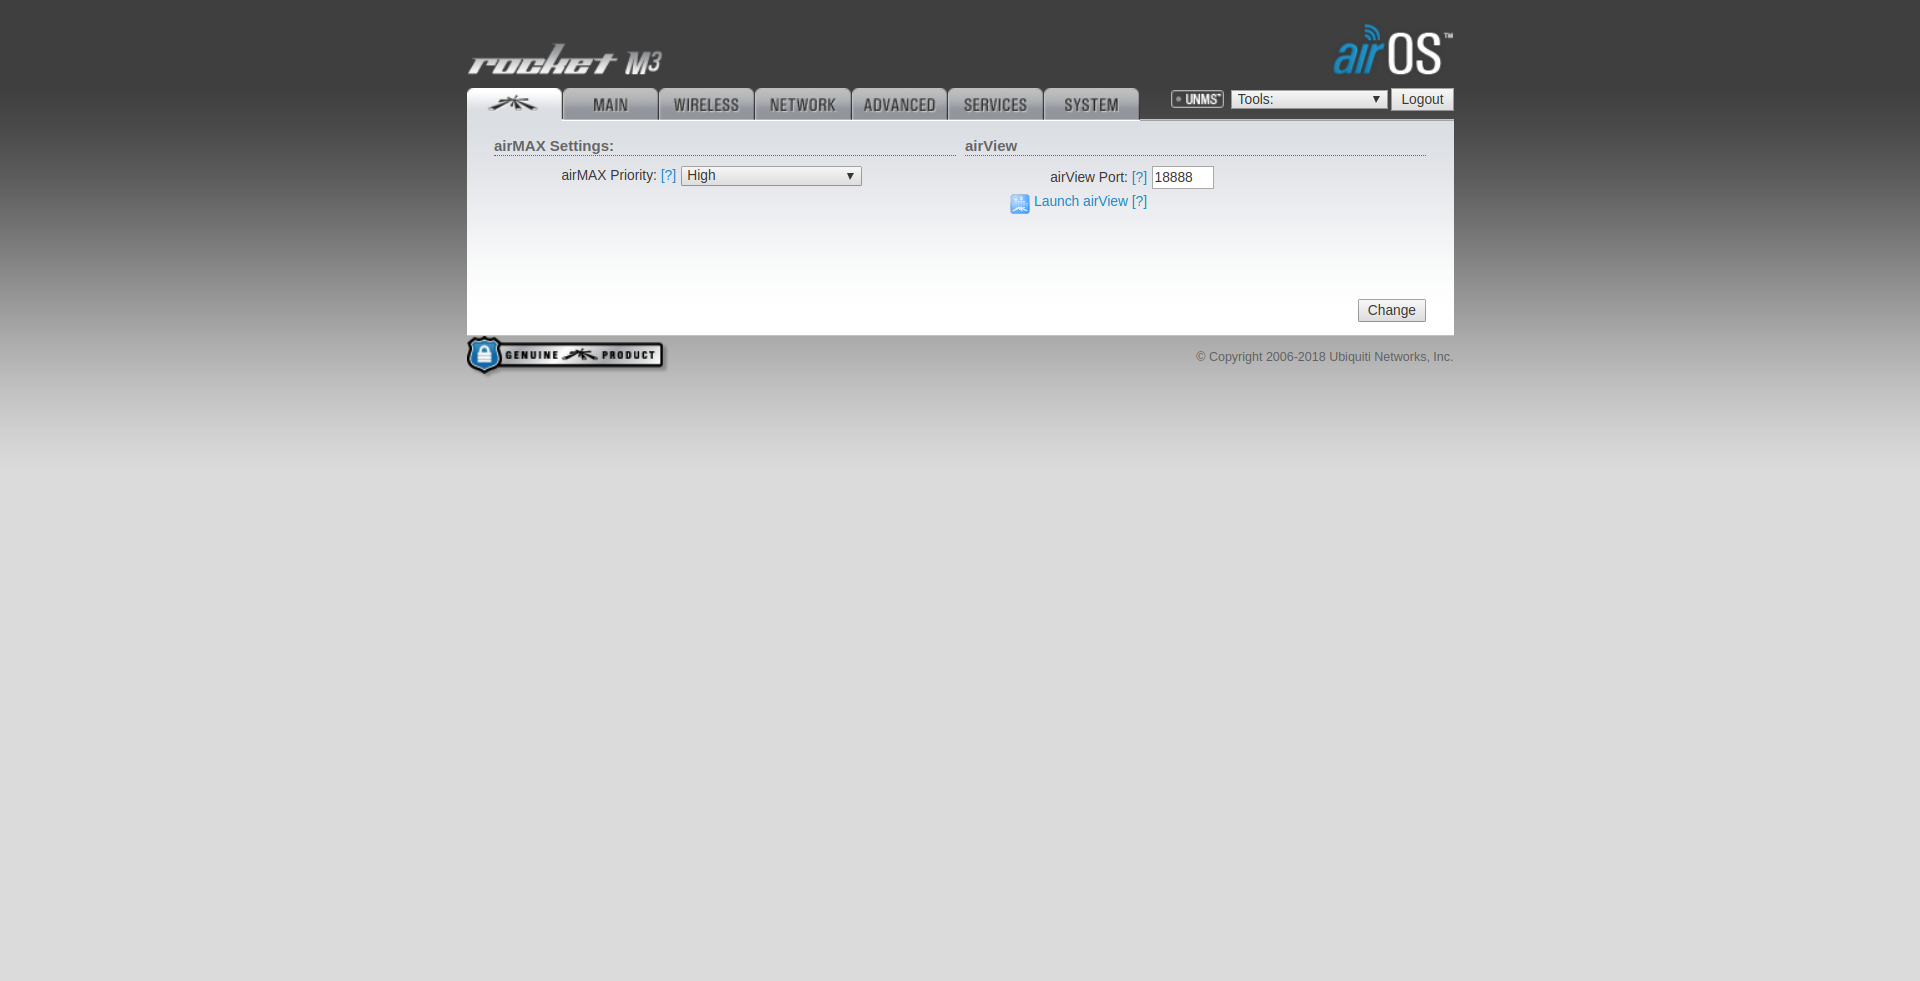 rocket M3
airOS™
MAIN
WIRELESS
NETWORK
ADVANCED
SERVICES
SYSTEM
UNMS™
Tools:
Logout
airMAX Settings:
airMAX Priority: [?] High
airView
airView Port: [?] 18888
Launch airView [?]
Change
GENUINE PRODUCT
© Copyright 2006-2018 Ubiquiti Networks, Inc.